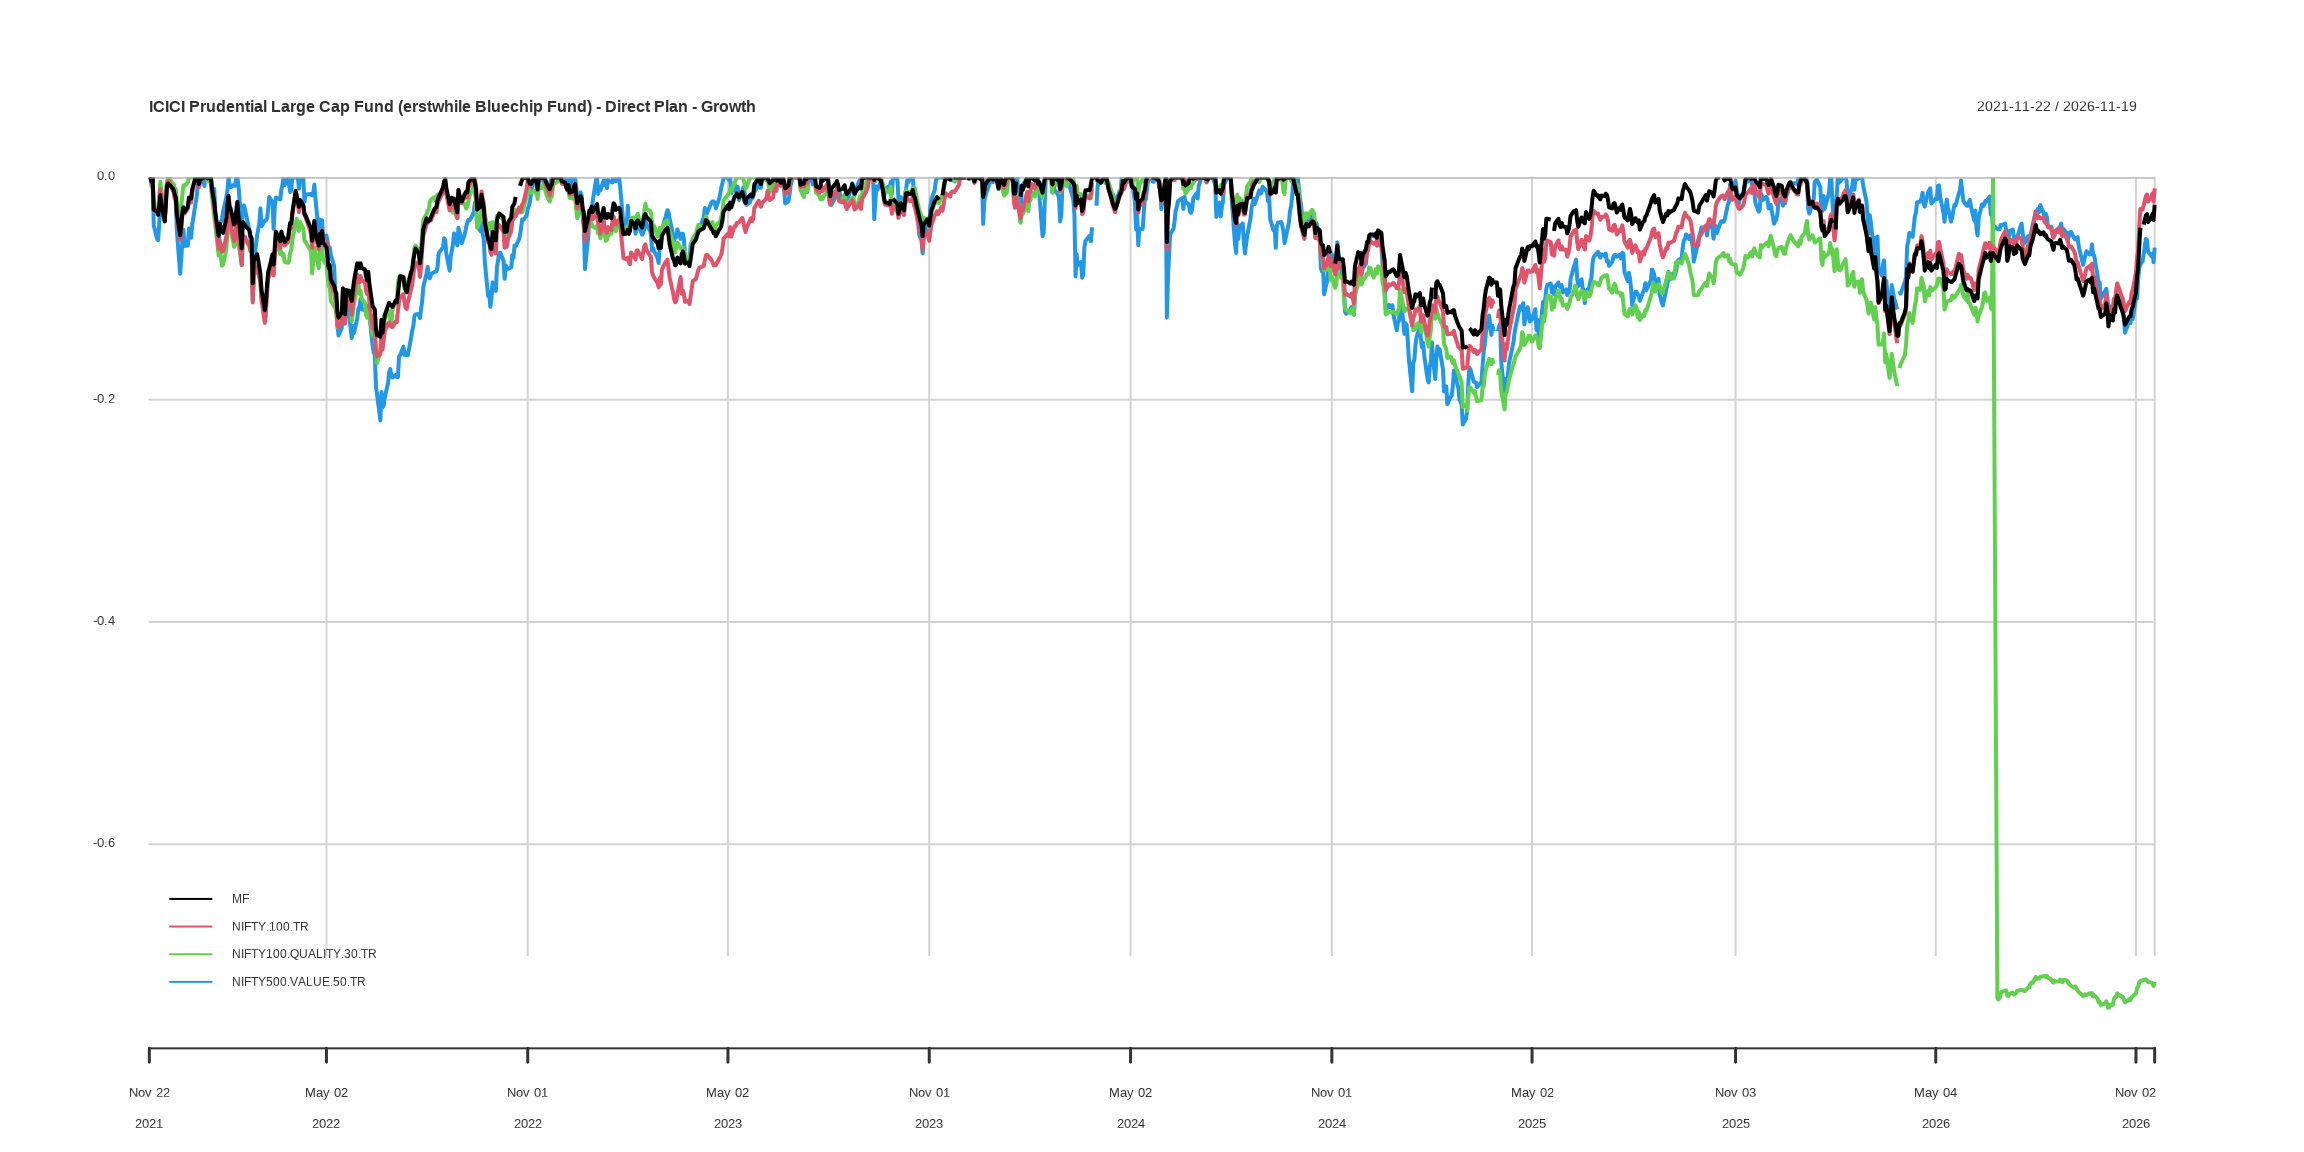 ICICI Prudential Large Cap Fund (erstwhile Bluechip Fund) - Direct Plan - Growth
2021-11-22 / 2026-11-19
0.0
-0.2
-0.4
-0.6
MF
NIFTY.100.TR
NIFTY100.QUALITY.30.TR
NIFTY500.VALUE.50.TR
Nov 22 May 02 Nov 01 May 02 Nov 01 May 02 Nov 01 May 02 Nov 03 May 04 Nov 02
2021 2022 2022 2023 2023 2024 2024 2025 2025 2026 2026